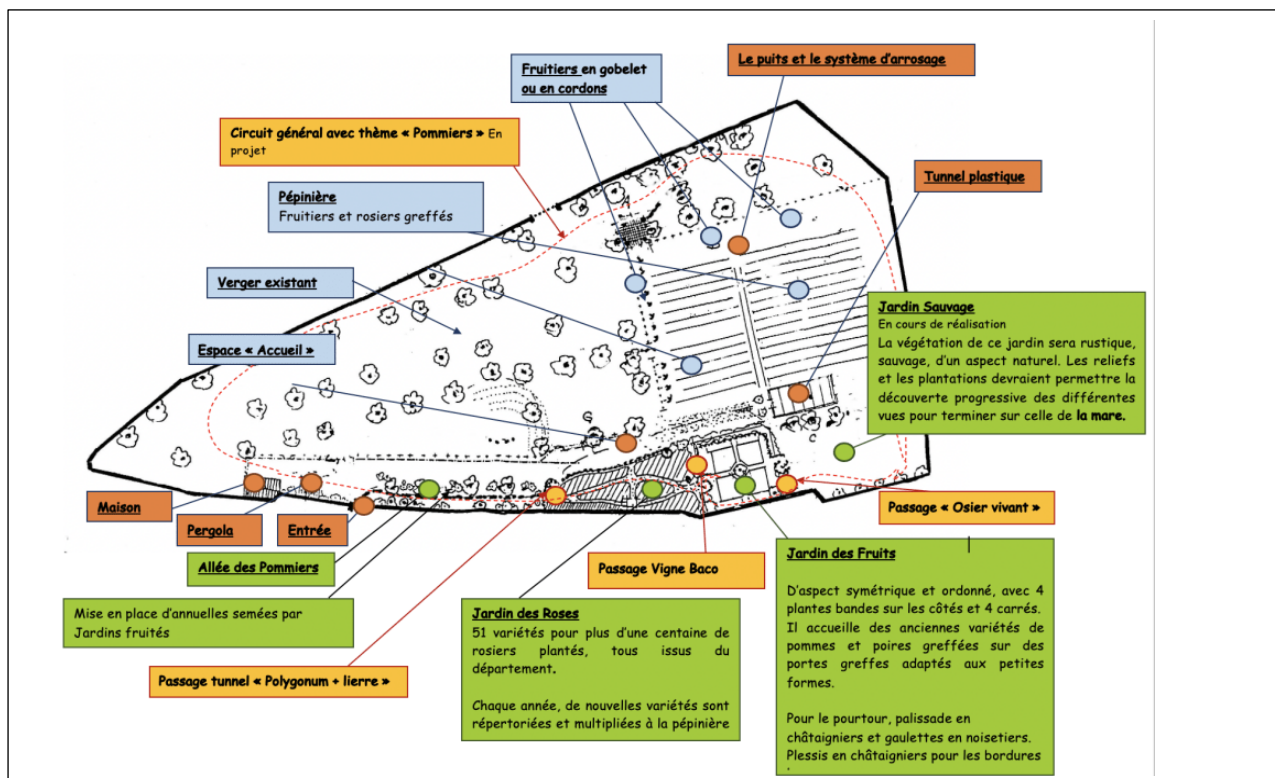 Le puits et le système d'arrosage
Fruitiers en gobelet
ou en cordons
Circuit général avec thème « Pommiers » En
projet
Tunnel plastique
Pépinière
Fruitiers et rosiers greffés
Verger existant
Jardin Sauvage
En cours de réalisation
La végétation de ce jardin sera rustique,
sauvage, d'un aspect naturel. Les reliefs
et les plantations devraient permettre la
découverte progressive des différentes
vues pour terminer sur celle de la mare.
Espace « Accueil »
Maison
Pergola
Entrée
Passage « Osier vivant »
Allée des Pommiers
Passage Vigne Baco
Mise en place d'annuelles semées par
Jardins fruités
Jardin des Roses
51 variétés pour plus d'une centaine de
rosiers plantés, tous issus du
département.
Chaque année, de nouvelles variétés sont
répertoriées et multipliées à la pépinière
Jardin des Fruits
D'aspect symétrique et ordonné, avec 4
plantes bandes sur les côtés et 4 carrés.
Il accueille des anciennes variétés de
pommes et poires greffées sur des
portes greffes adaptés aux petites
formes.
Pour le pourtour, palissade en
châtaigniers et gaulettes en noisetiers.
Plessis en châtaigniers pour les bordures
Passage tunnel « Polygonum + lierre »